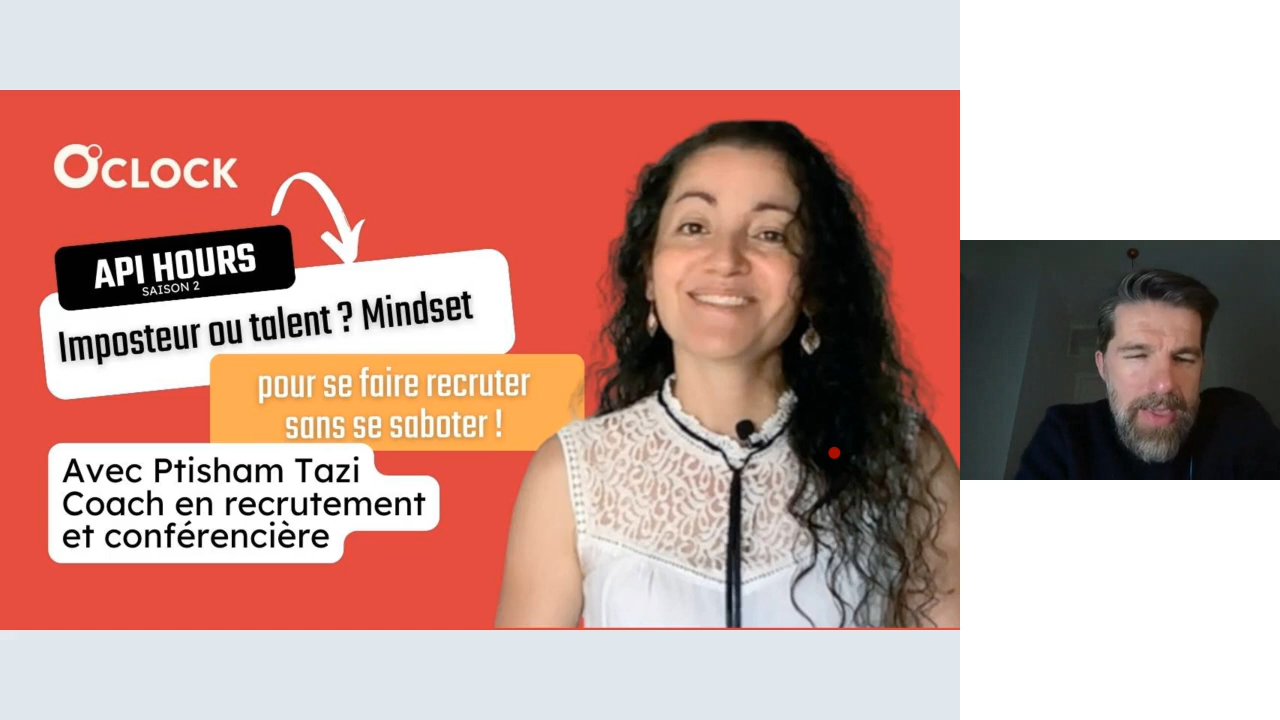 O'CLOCK
API HOURS
SAISON 2
Imposteur ou talent ? Mindset
pour se faire recruter
sans se saboter !
Avec Ptisham Tazi
Coach en recrutement
et conférencière